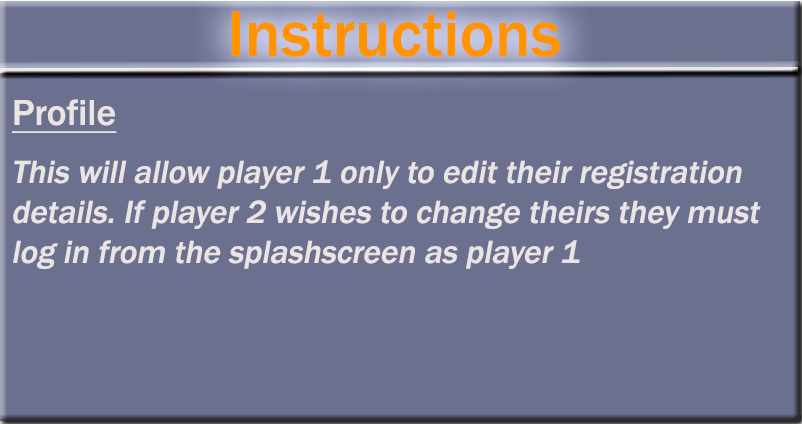 Instructions
Profile
This will allow player 1 only to edit their registration
details. If player 2 wishes to change theirs they must
log in from the splashscreen as player 1